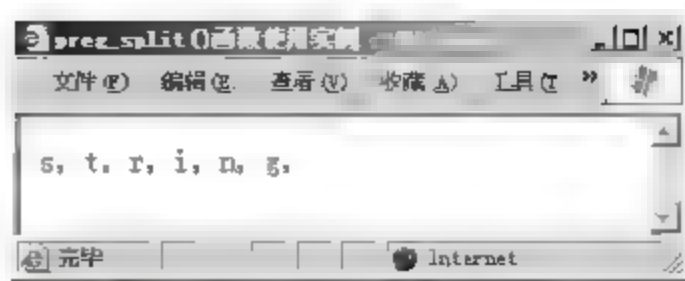 preg_split()函数使用实例
文件(F) 编辑(E) 查看(V) 收藏(A) 工具(T »
s, t, r, i, n, g,
完毕 Internet